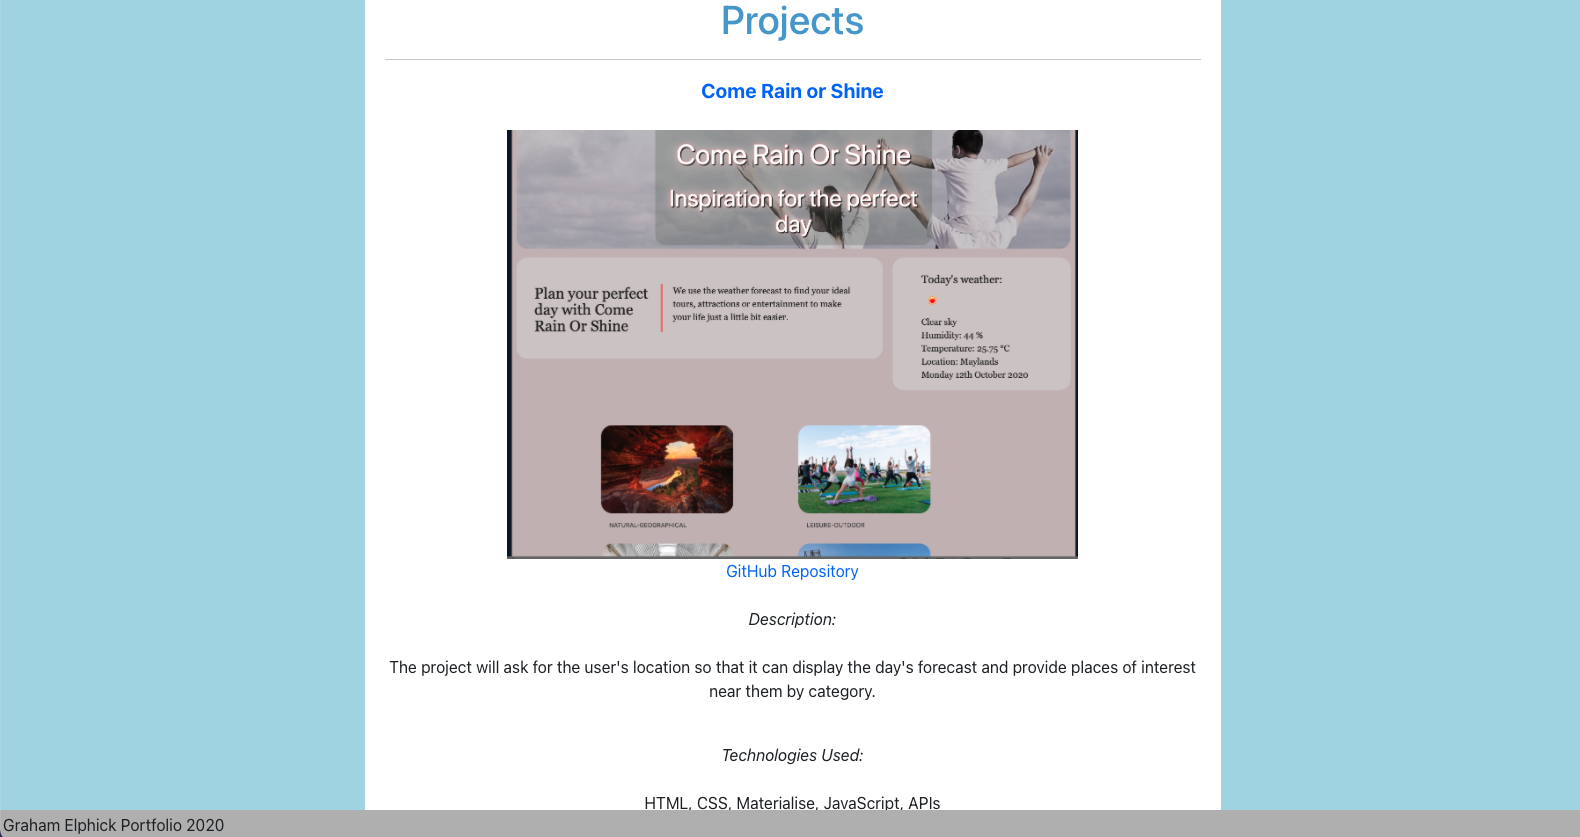 Projects
Come Rain or Shine
Come Rain Or Shine
Inspiration for the perfect
day
Plan your perfect
day with Come
Rain Or Shine
We use the weather forecast to find your ideal
tours, attractions or entertainment to make
your life just a little bit easier.
Today's weather:
Clear sky
Humidity: 44 %
Temperature: 25.75 °C
Location: Maylands
Monday 12th October 2020
NATURAL-GEOGRAPHICAL
LEISURE-OUTDOOR
GitHub Repository
Description:
The project will ask for the user's location so that it can display the day's forecast and provide places of interest
near them by category.
Technologies Used:
HTML, CSS, Materialise, JavaScript, APIs
Graham Elphick Portfolio 2020